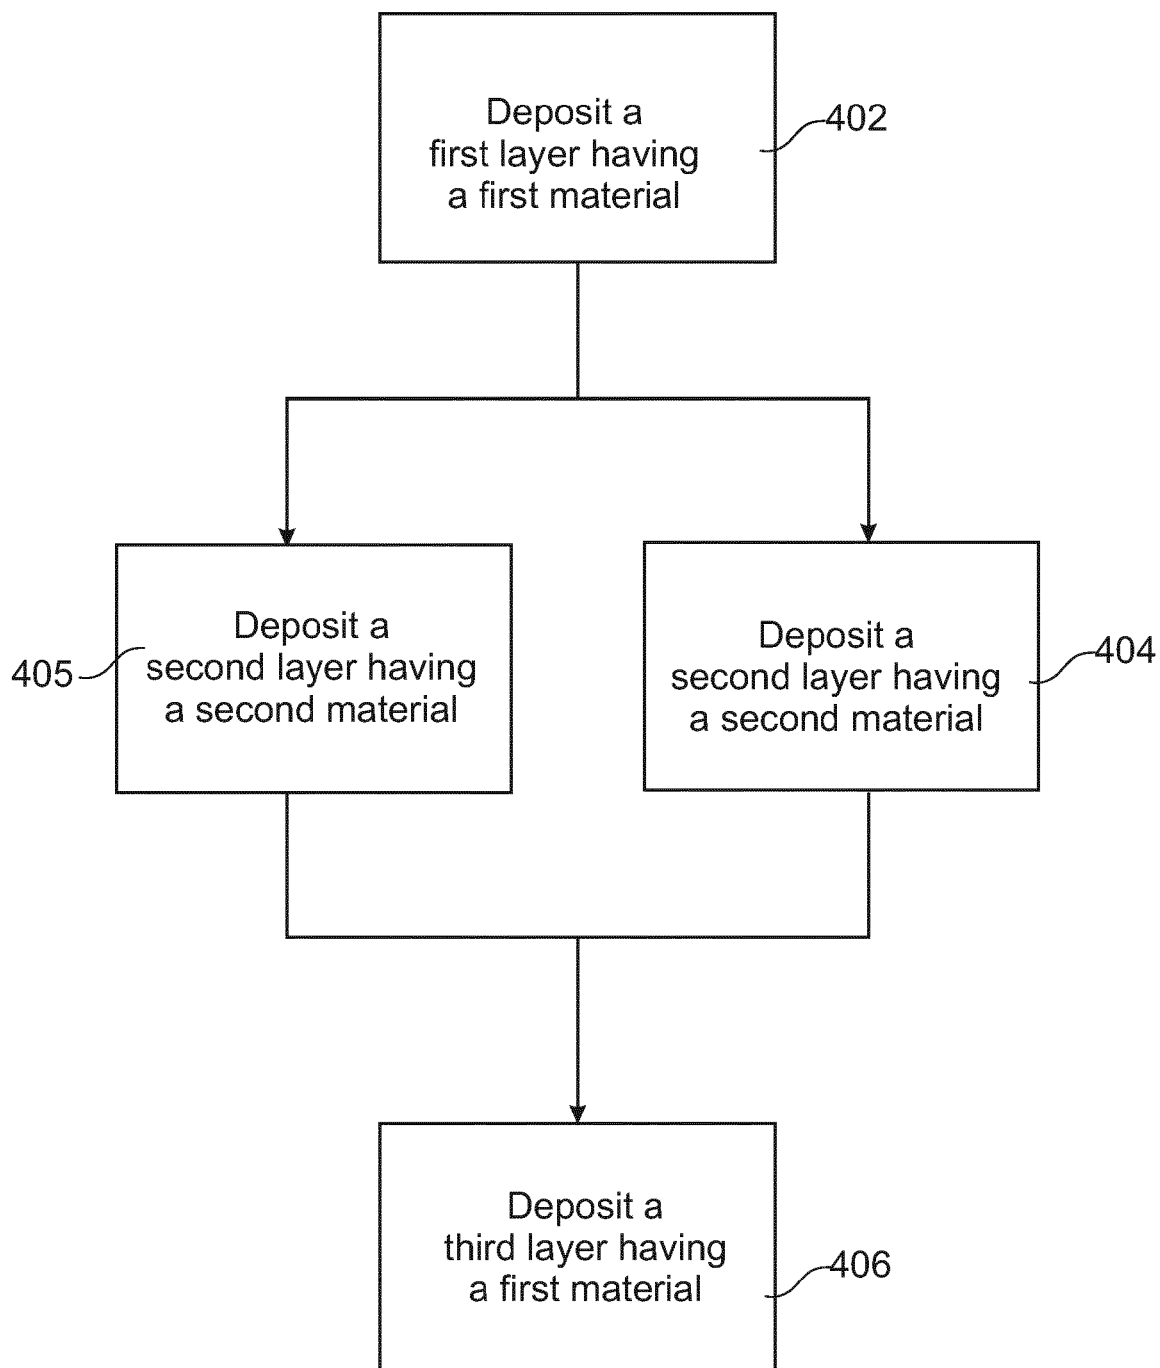 Deposit a
first layer having
a first material
402
Deposit a
second layer having
a second material
405
Deposit a
second layer having
a second material
404
Deposit a
third layer having
a first material
406